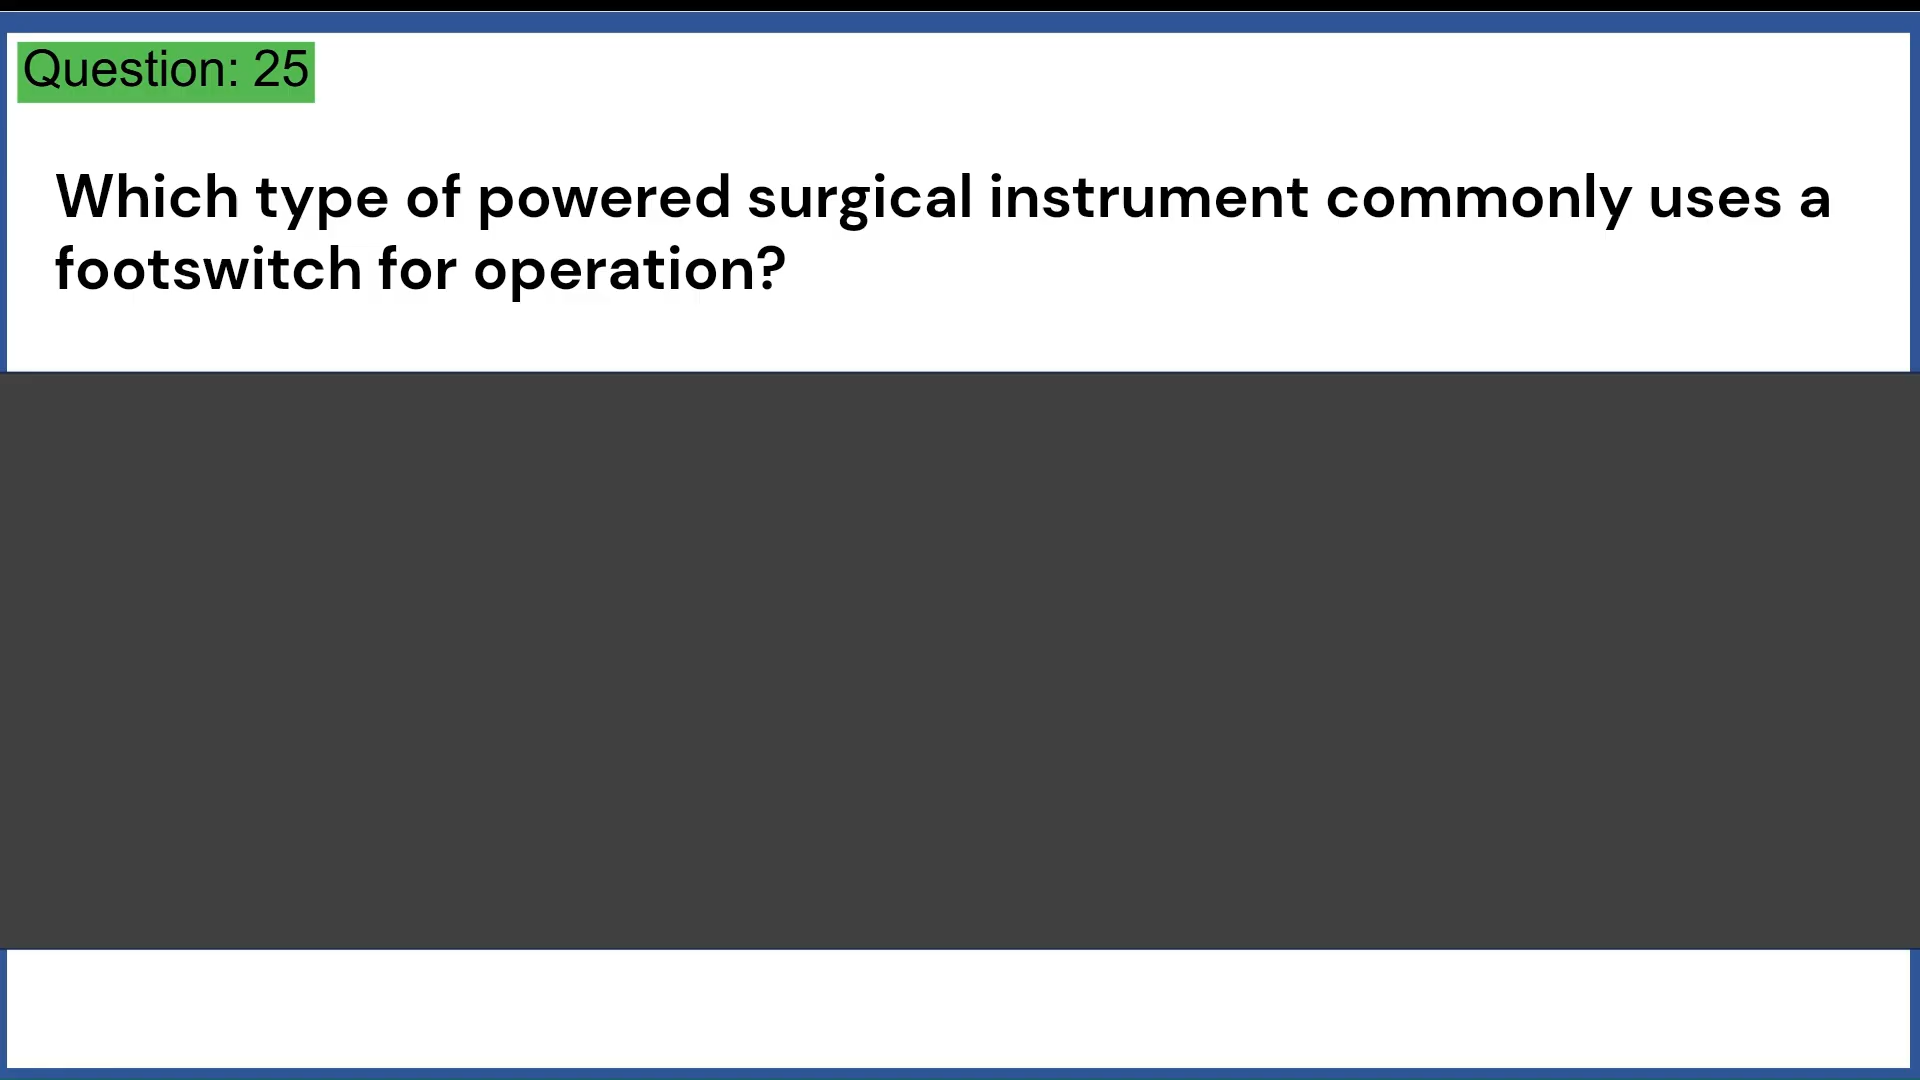 Question: 25
Which type of powered surgical instrument commonly uses a
footswitch for operation?